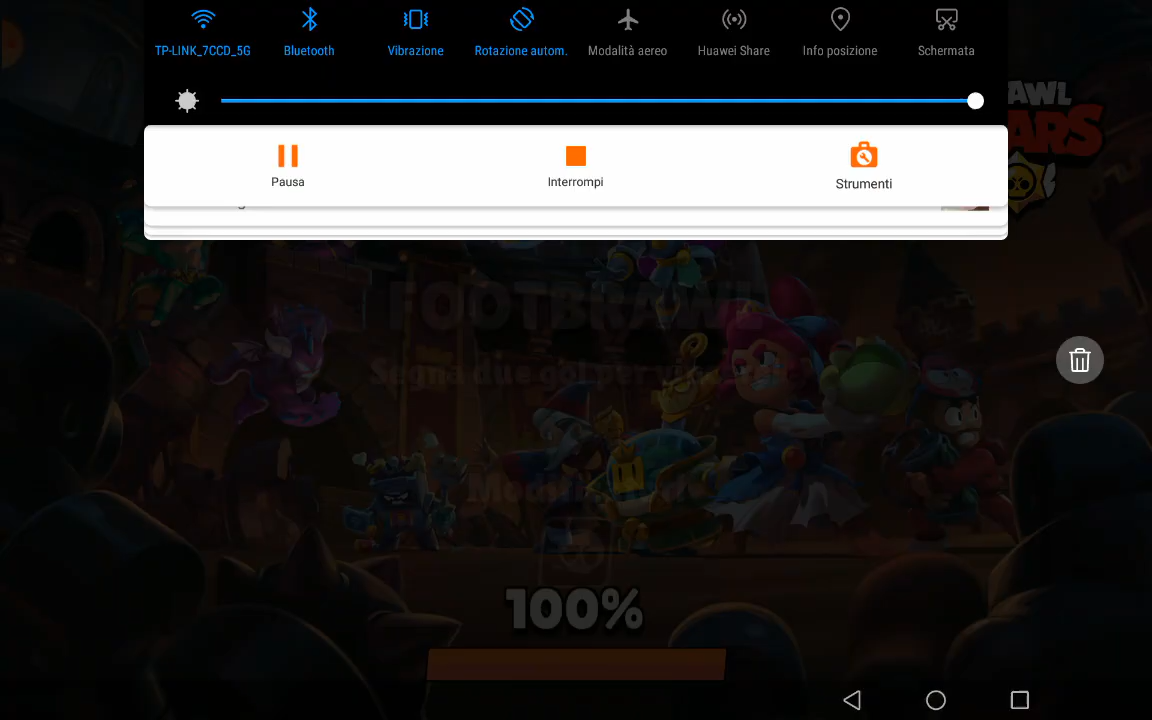 TP-LINK_7CCD_5G
Bluetooth
Vibrazione
Rotazione autom.
Modalità aereo
Huawei Share
Info posizione
Schermata
Pausa
Interrompi
Strumenti
FOOTBRAWL
100%